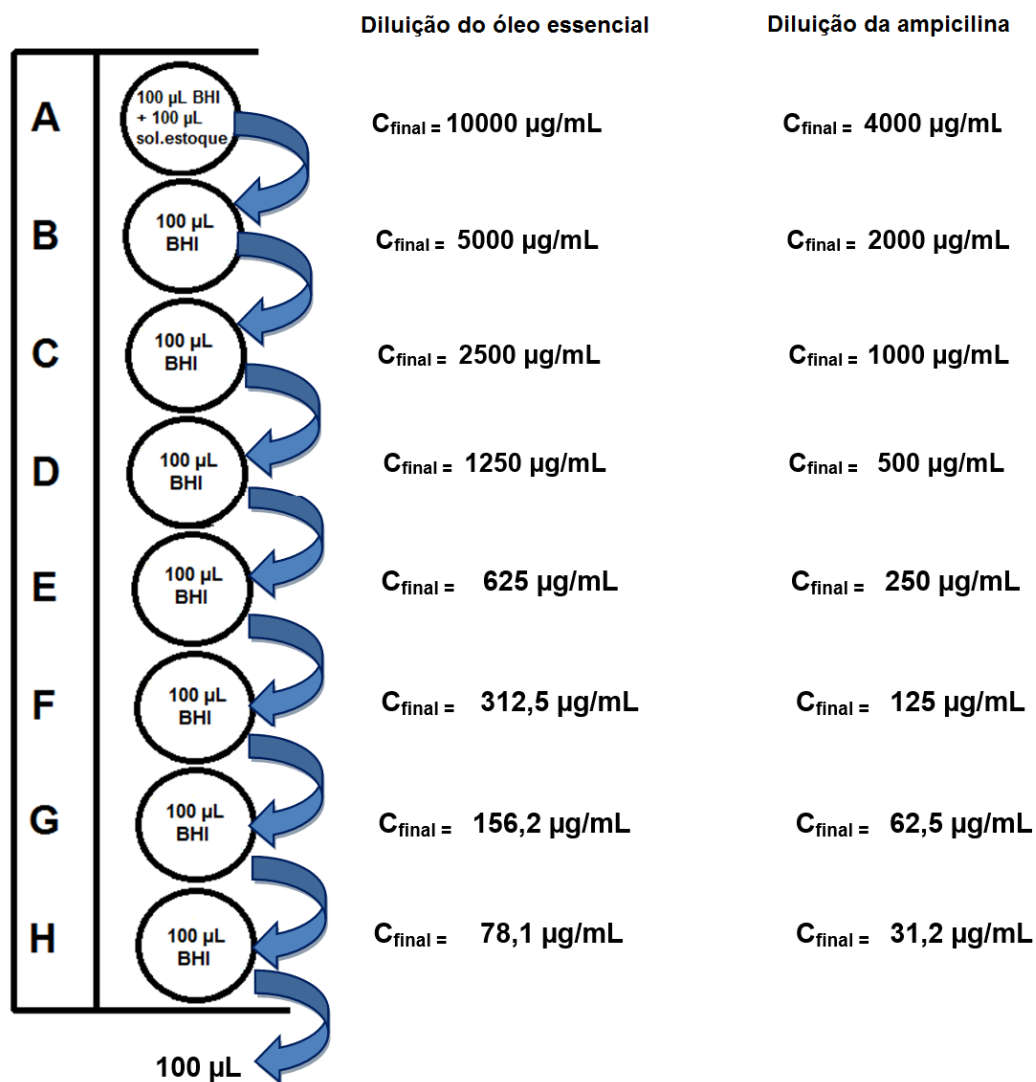 Diluição do óleo essencial Diluição da ampicilina
A
100 µL BHI
+ 100 µL
sol.estoque
Cfinal = 10000 µg/mL Cfinal = 4000 µg/mL
B
100 µL
BHI
Cfinal = 5000 µg/mL Cfinal = 2000 µg/mL
C
100 µL
BHI
Cfinal = 2500 µg/mL Cfinal = 1000 µg/mL
D
100 µL
BHI
Cfinal = 1250 µg/mL Cfinal = 500 µg/mL
E
100 µL
BHI
Cfinal = 625 µg/mL Cfinal = 250 µg/mL
F
100 µL
BHI
Cfinal = 312,5 µg/mL Cfinal = 125 µg/mL
G
100 µL
BHI
Cfinal = 156,2 µg/mL Cfinal = 62,5 µg/mL
H
100 µL
BHI
Cfinal = 78,1 µg/mL Cfinal = 31,2 µg/mL
100 µL